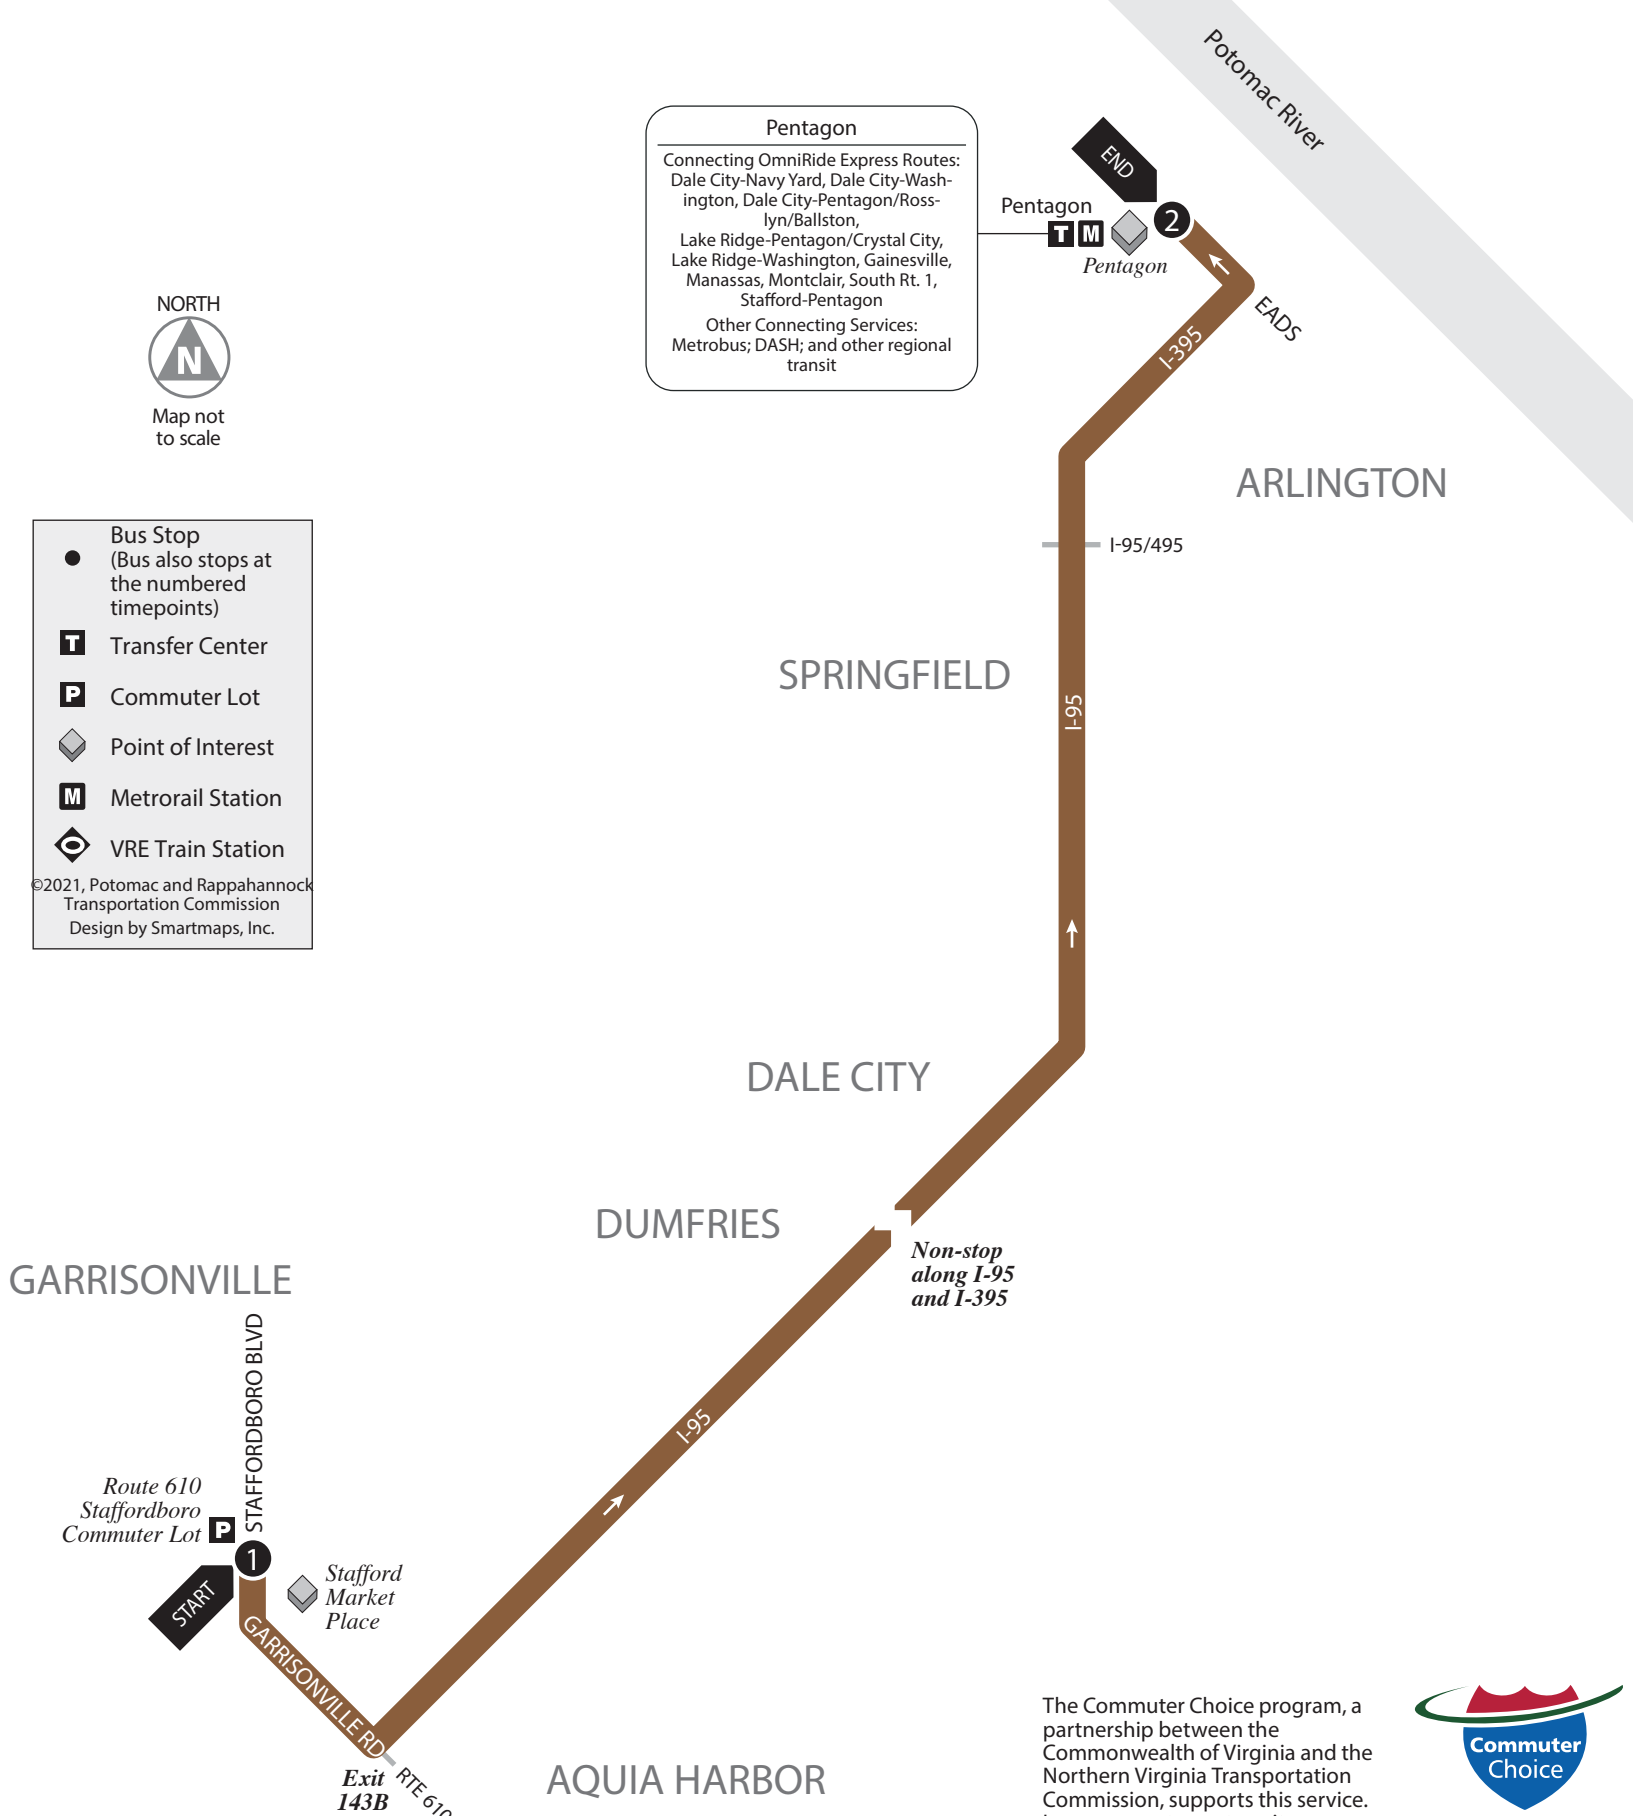 Potomac River
Pentagon
Connecting OmniRide Express Routes:
Dale City-Navy Yard, Dale City-Wash-
ington, Dale City-Pentagon/Ross-
lyn/Ballston,
Lake Ridge-Pentagon/Crystal City,
Lake Ridge-Washington, Gainesville,
Manassas, Montclair, South Rt. 1,
Stafford-Pentagon
Other Connecting Services:
Metrobus; DASH; and other regional
transit
END
Pentagon
2
T M
Pentagon
EADS
I-395
NORTH
N
Map not
to scale
ARLINGTON
I-95/495
Bus Stop
(Bus also stops at
the numbered
timepoints)
T Transfer Center
P Commuter Lot
Point of Interest
M Metrorail Station
VRE Train Station
©2021, Potomac and Rappahannock
Transportation Commission
Design by Smartmaps, Inc.
SPRINGFIELD
I-95
DALE CITY
DUMFRIES
Non-stop
along I-95
and I-395
GARRISONVILLE
STAFFORDBORO BLVD
I-95
Route 610
Staffordboro
Commuter Lot P
1
START
Stafford
Market
Place
GARRISONVILLE RD
Exit
143B
RTE 610
AQUIA HARBOR
The Commuter Choice program, a
partnership between the
Commonwealth of Virginia and the
Northern Virginia Transportation
Commission, supports this service.
Commuter
Choice